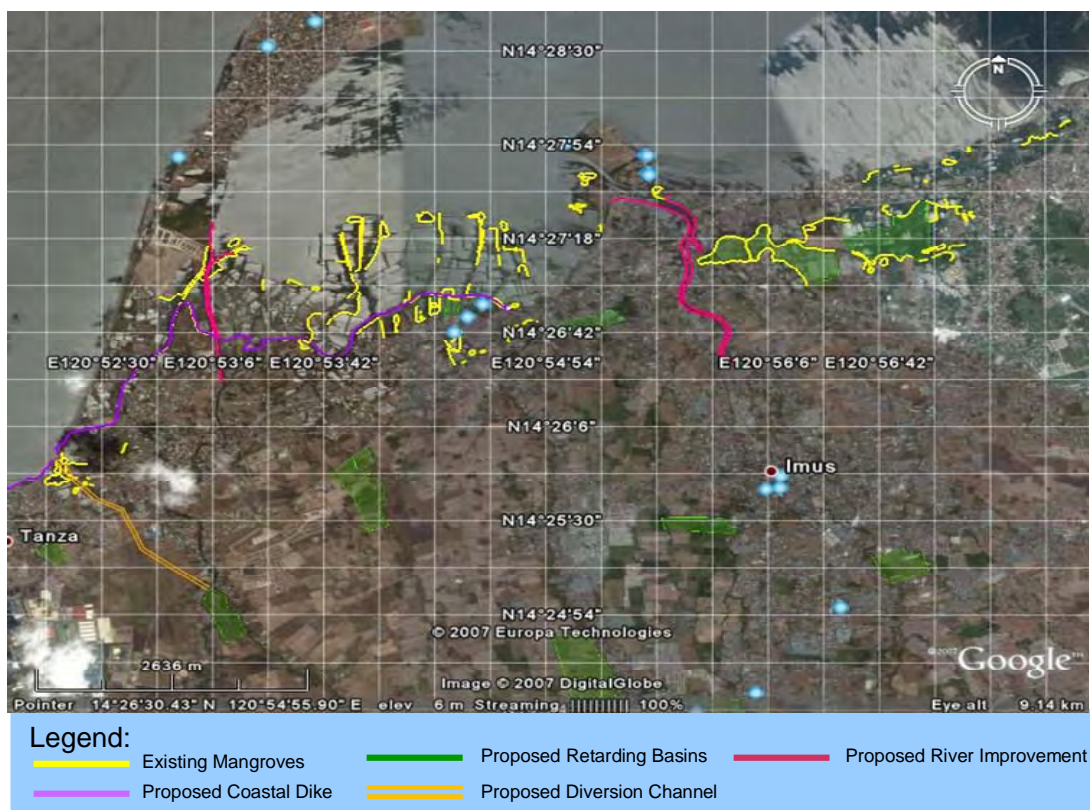 N14°28'30"
N
N14°27'54"
N14°27'18"
N14°26'42"
E120°52'30" E120°53'6" E120°53'42" E120°54'54" E120°56'6" E120°56'42"
N14°26'6"
Imus
N14°25'30"
Tanza
N14°24'54"
© 2007 Europa Technologies
©2007 Google™
2636 m
Image © 2007 DigitalGlobe
Pointer 14°26'30.43" N 120°54'55.90" E elev 6 m Streaming |||||||||| 100% Eye alt 9.14 km
Legend:
Existing Mangroves Proposed Retarding Basins Proposed River Improvement
Proposed Coastal Dike Proposed Diversion Channel